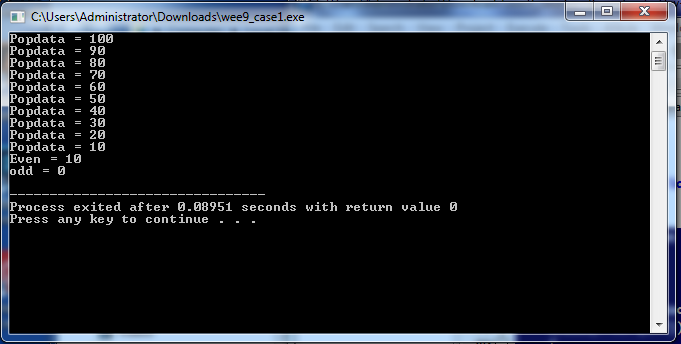 C:\Users\Administrator\Downloads\wee9_case1.exe
Popdata = 100
Popdata = 90
Popdata = 80
Popdata = 70
Popdata = 60
Popdata = 50
Popdata = 40
Popdata = 30
Popdata = 20
Popdata = 10
Even = 10
odd = 0
--------------------------------
Process exited after 0.08951 seconds with return value 0
Press any key to continue . . .